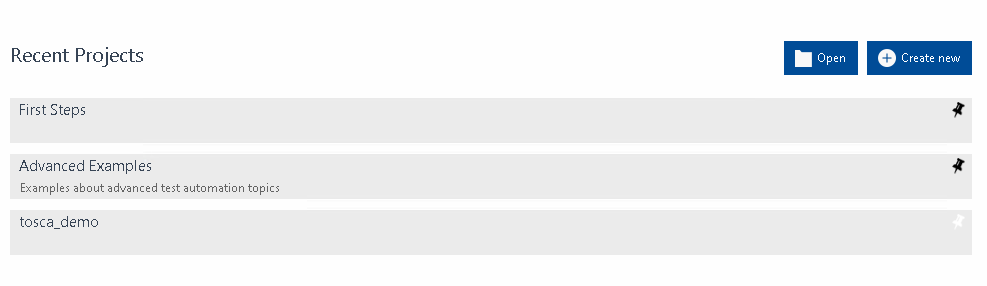 Recent Projects
Open
Create new
First Steps
Advanced Examples
Examples about advanced test automation topics
tosca_demo